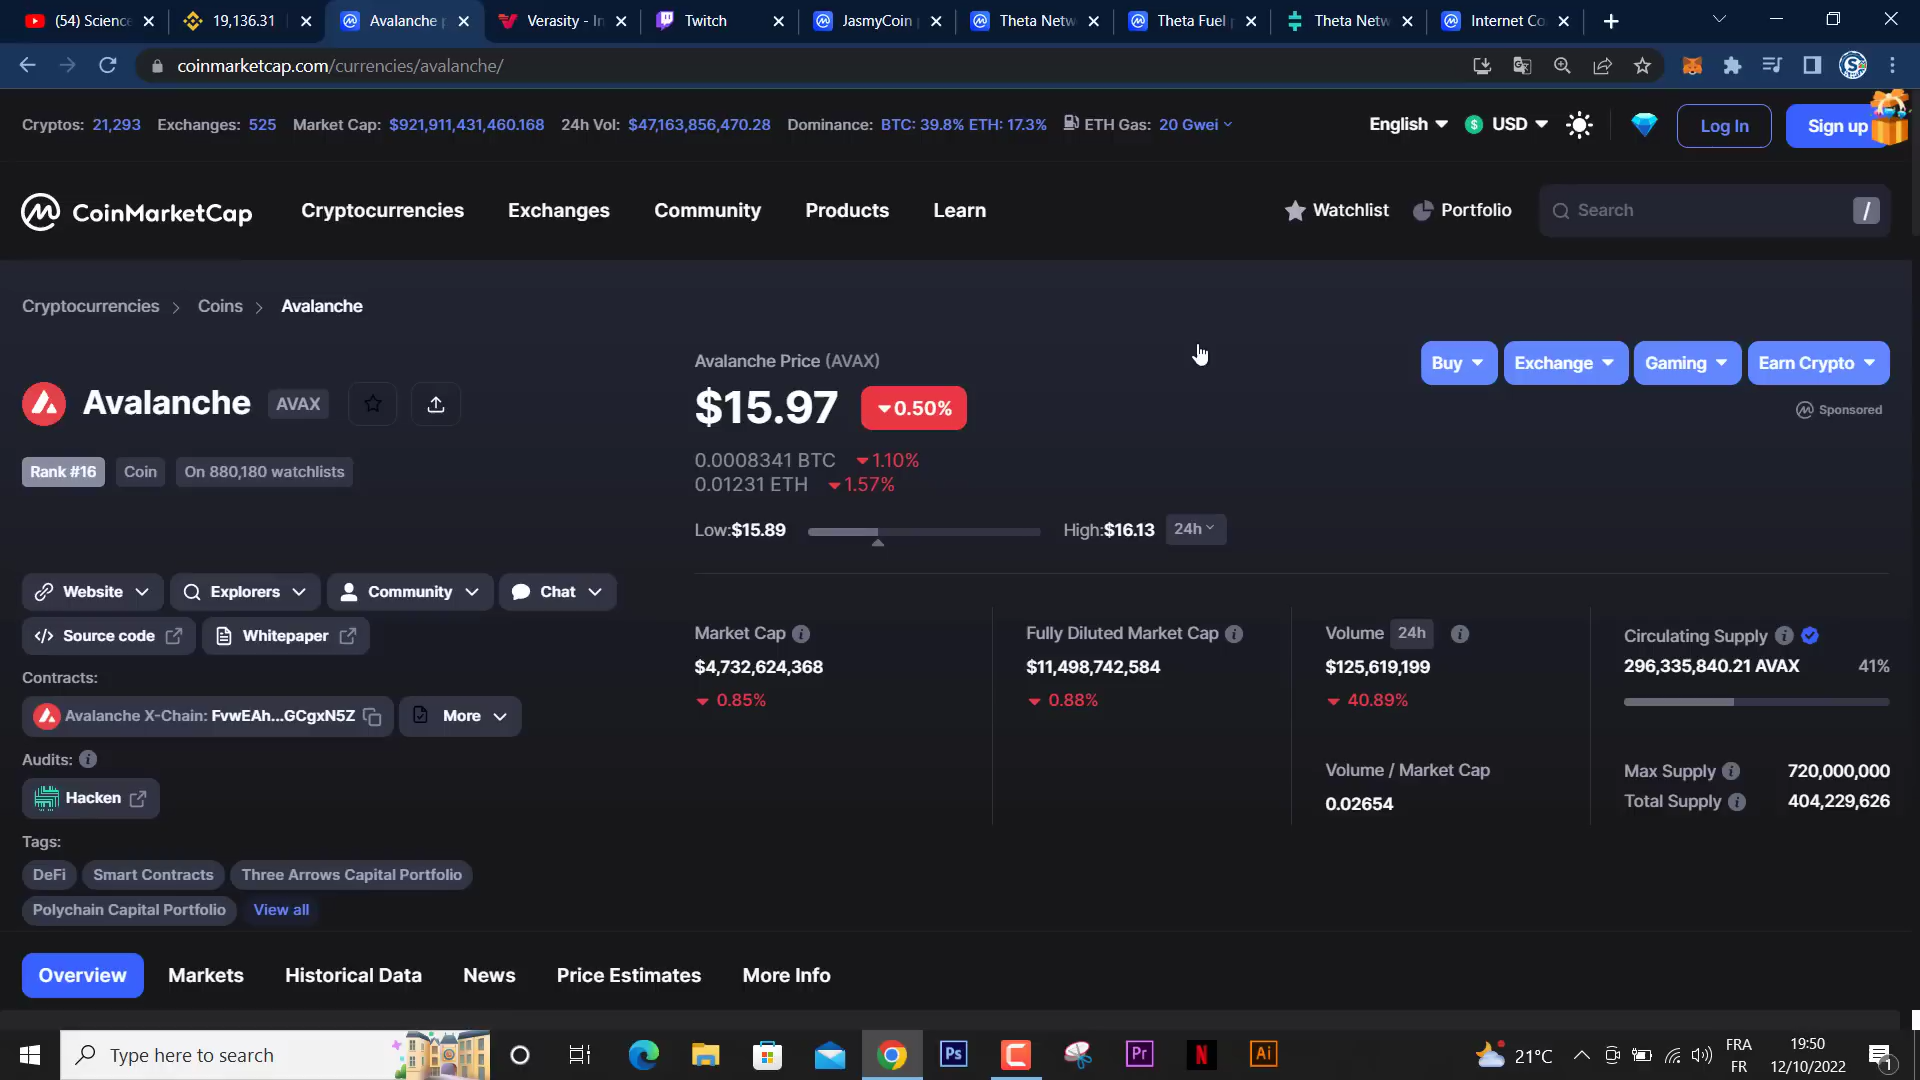 (54) Science
19,136.31
Avalanche p
Verasity - In
Twitch
JasmyCoin p
Theta Netw
Theta Fuel p
Theta Netw
Internet Co
coinmarketcap.com/currencies/avalanche/
Cryptos: 21,293 Exchanges: 525 Market Cap: $921,911,431,460.168 24h Vol: $47,163,856,470.28 Dominance: BTC: 39.8% ETH: 17.3% ETH Gas: 20 Gwei
English USD Log In Sign up
CoinMarketCap Cryptocurrencies Exchanges Community Products Learn Watchlist Portfolio Search /
Cryptocurrencies > Coins > Avalanche
Avalanche AVAX
Rank #16 Coin On 880,180 watchlists
Website Explorers Community Chat
Source code Whitepaper
Contracts:
Avalanche X-Chain: FvwEAh...GCgxN5Z More
Audits:
Hacken
Tags:
DeFi Smart Contracts Three Arrows Capital Portfolio
Polychain Capital Portfolio View all
Avalanche Price (AVAX)
$15.97 0.50%
0.0008341 BTC 1.10%
0.01231 ETH 1.57%
Low:$15.89 High:$16.13 24h
Buy Exchange Gaming Earn Crypto
Sponsored
Market Cap
$4,732,624,368
0.85%
Fully Diluted Market Cap
$11,498,742,584
0.88%
Volume 24h
$125,619,199
40.89%
Volume / Market Cap
0.02654
Circulating Supply
296,335,840.21 AVAX 41%
Max Supply 720,000,000
Total Supply 404,229,626
Overview Markets Historical Data News Price Estimates More Info
Type here to search
Ps
Pr
N
Ai
21°C
FRA
FR
19:50
12/10/2022
1